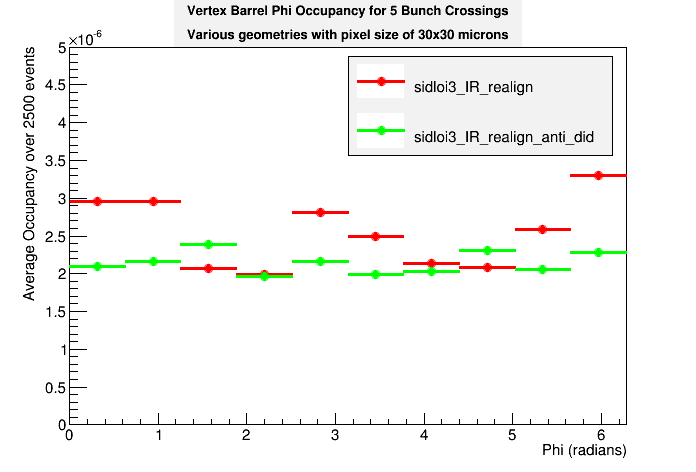 Vertex Barrel Phi Occupancy for 5 Bunch Crossings
Various geometries with pixel size of 30x30 microns
×10⁻⁶
Average Occupancy over 2500 events
5
4.5
4
3.5
3
2.5
2
1.5
1
0.5
0
sidloi3_IR_realign
sidloi3_IR_realign_anti_did
0 1 2 3 4 5 6
Phi (radians)